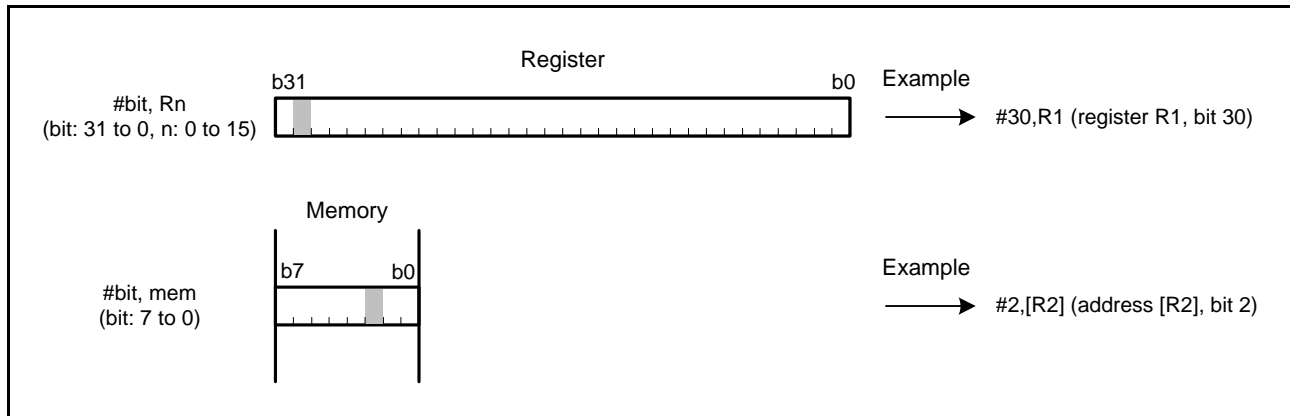 Register
b31 b0
Example
#bit, Rn
(bit: 31 to 0, n: 0 to 15)
#30,R1 (register R1, bit 30)
Memory
b7 b0
Example
#bit, mem
(bit: 7 to 0)
#2,[R2] (address [R2], bit 2)